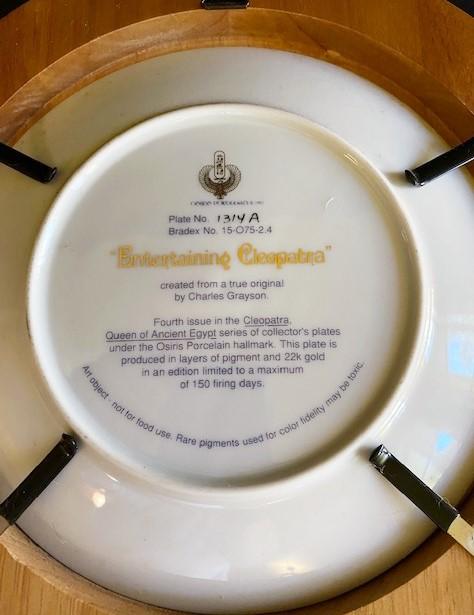 Plate No. 1314A
Bradex No. 15-O75-2.4
"Entertaining Cleopatra"
created from a true original
by Charles Grayson.
Fourth issue in the Cleopatra,
Queen of Ancient Egypt series of collector's plates
under the Osiris Porcelain hallmark. This plate is
produced in layers of pigment and 22k gold
in an edition limited to a maximum
of 150 firing days.
An object - not for food use. Rare pigments used for color fidelity may be toxic.